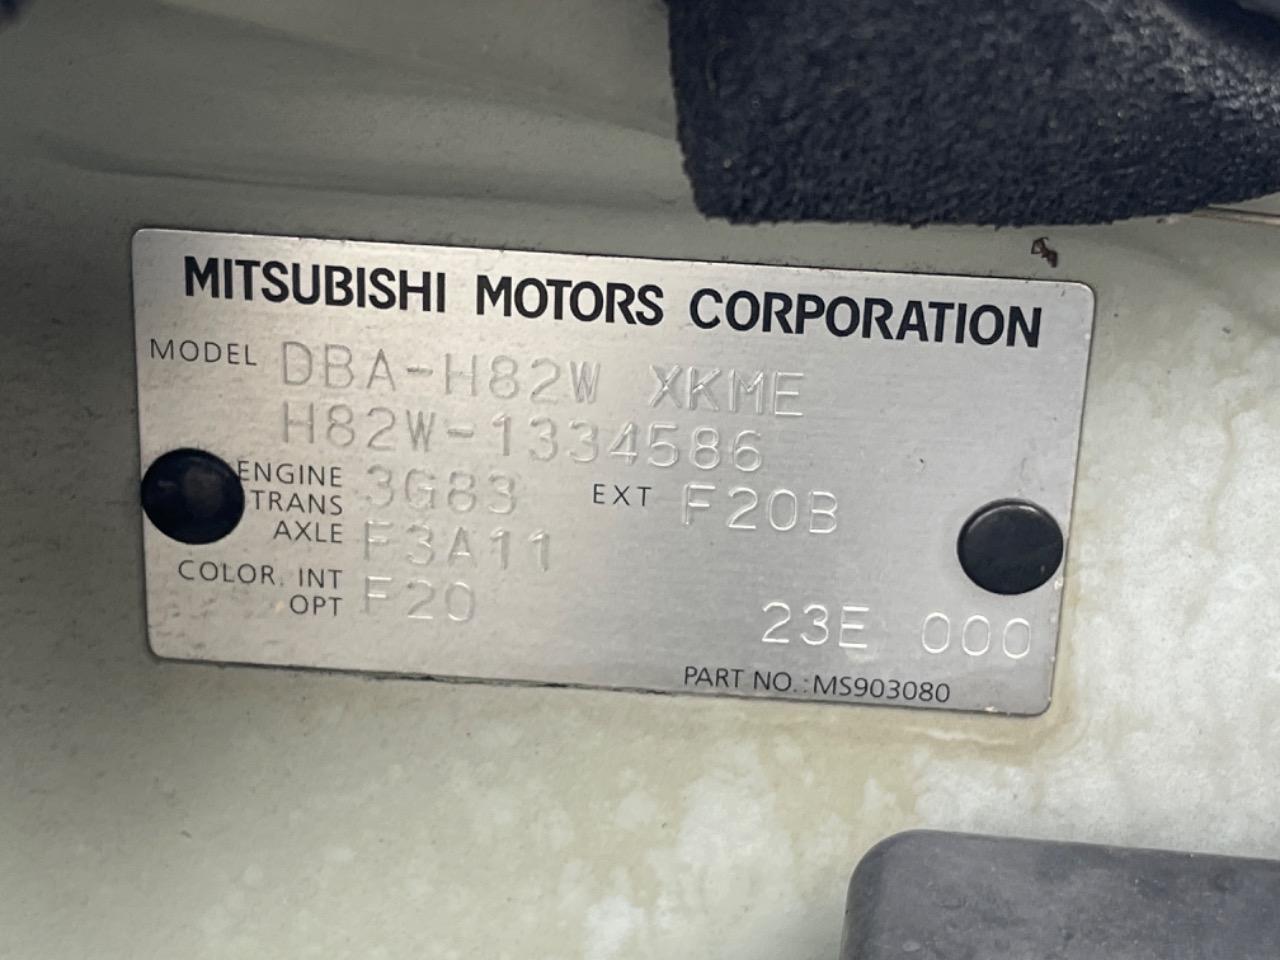 MITSUBISHI MOTORS CORPORATION
MODEL DBA-H82W XKME
H82W-1334586
ENGINE 3G83 EXT F20B
TRANS
AXLE F3A11
COLOR, INT F20
OPT
23E 000
PART NO.:MS903080